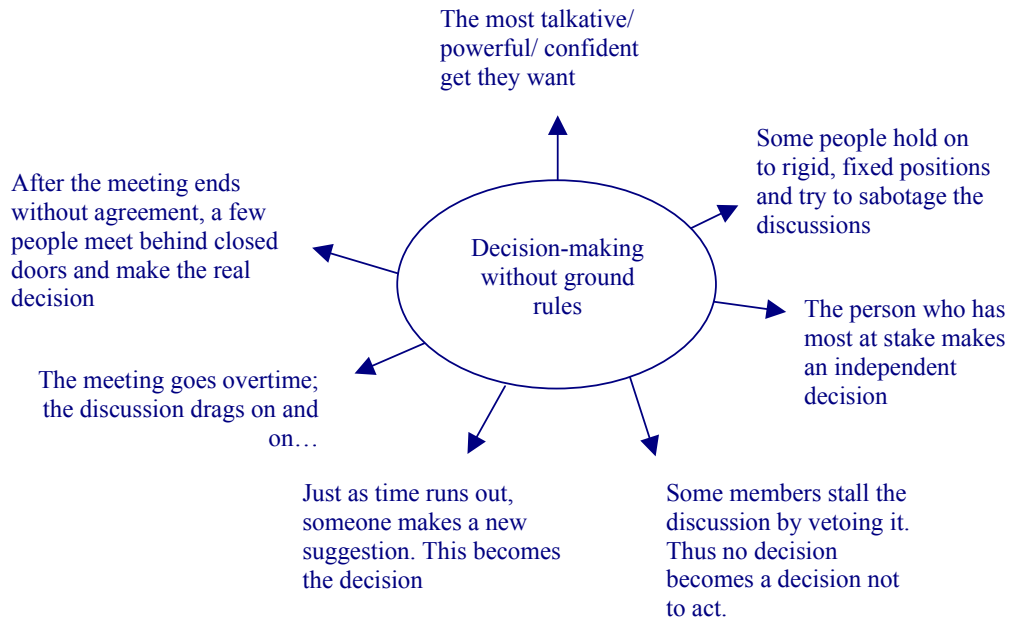 The most talkative/
powerful/ confident
get they want
Some people hold on
to rigid, fixed positions
and try to sabotage the
discussions
After the meeting ends
without agreement, a few
people meet behind closed
doors and make the real
decision
Decision-making
without ground
rules
The person who has
most at stake makes
an independent
decision
The meeting goes overtime;
the discussion drags on and
on…
Just as time runs out,
someone makes a new
suggestion. This becomes
the decision
Some members stall the
discussion by vetoing it.
Thus no decision
becomes a decision not
to act.